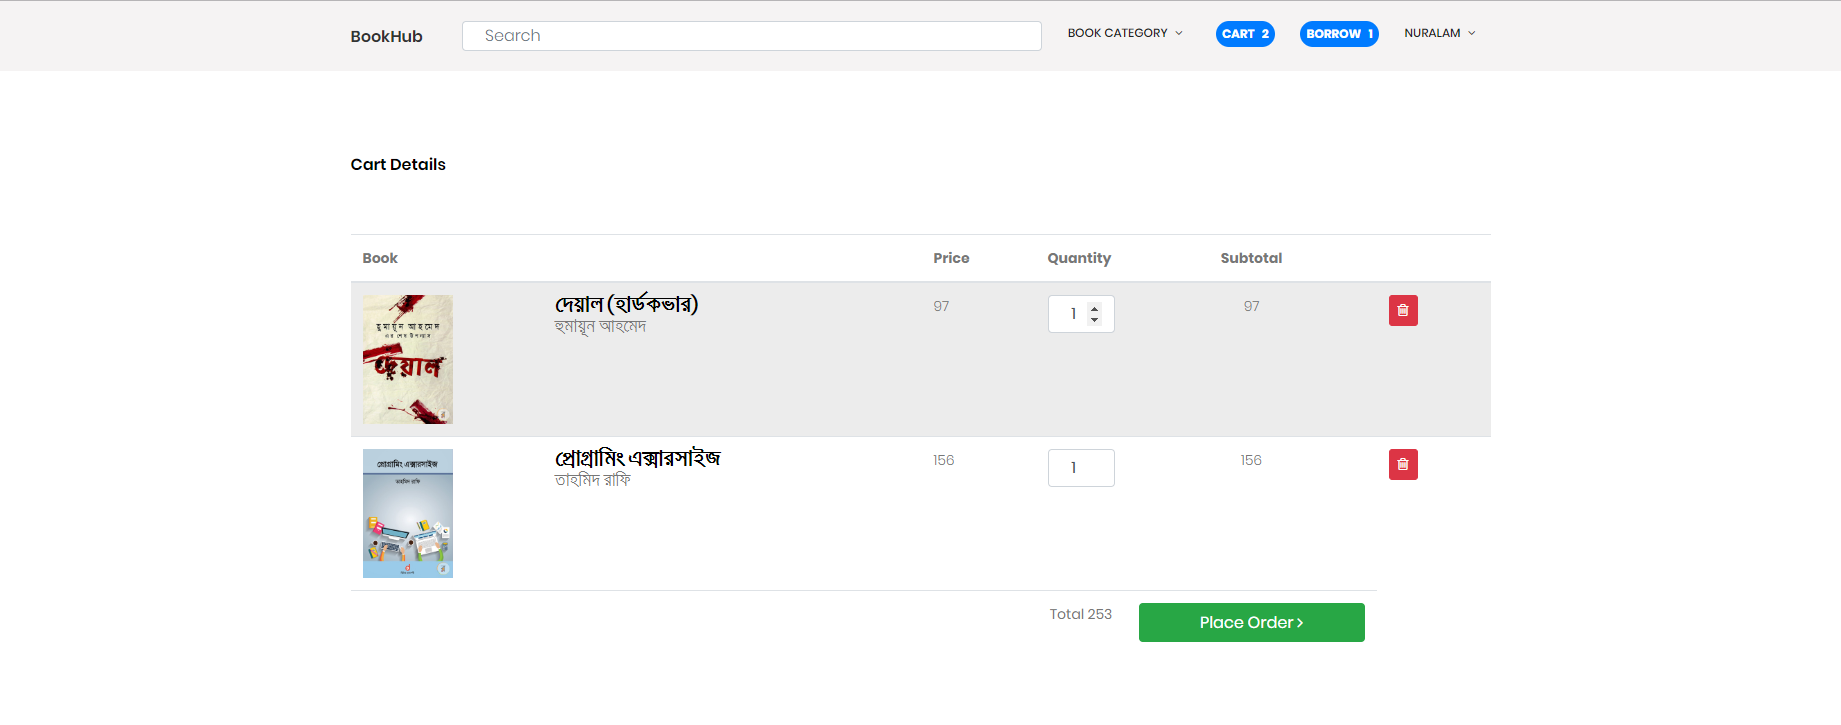 BookHub
Search
BOOK CATEGORY
CART 2
BORROW 1
NURALAM
Cart Details
Book Price Quantity Subtotal
হুমায়ূন আহমেদ
দেয়াল
দেয়াল (হার্ডকভার) 97 1 97
হুমায়ূন আহমেদ
প্রোগ্রামিং এক্সারসাইজ
তাহমিদ রাফি
প্রোগ্রামিং এক্সারসাইজ 156 1 156
তাহমিদ রাফি
Total 253 Place Order